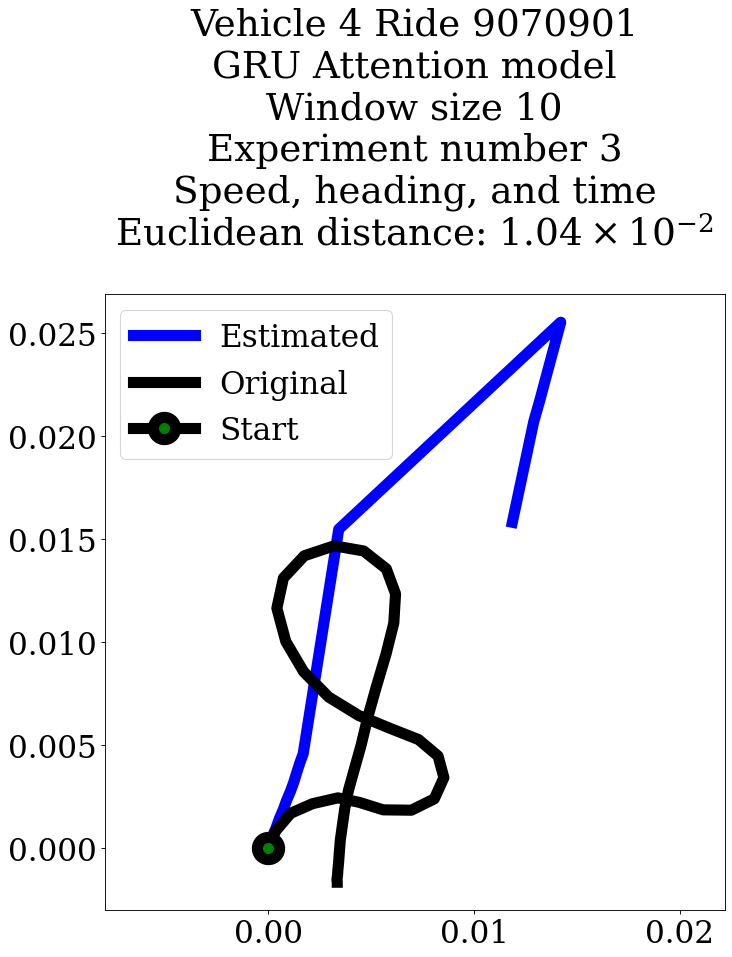 Vehicle 4 Ride 9070901
GRU Attention model
Window size 10
Experiment number 3
Speed, heading, and time
Euclidean distance: 1.04 × 10⁻²
Estimated
Original
Start
0.025
0.020
0.015
0.010
0.005
0.000
0.00 0.01 0.02